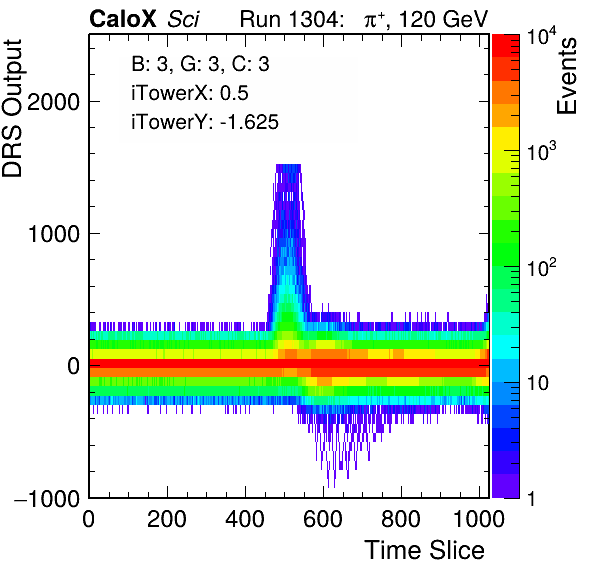 CaloX Sci Run 1304: π⁺, 120 GeV
B: 3, G: 3, C: 3
iTowerX: 0.5
iTowerY: -1.625
DRS Output
2000
1000
0
−1000
0 200 400 600 800 1000
Time Slice
Events
10⁴
10³
10²
10
1